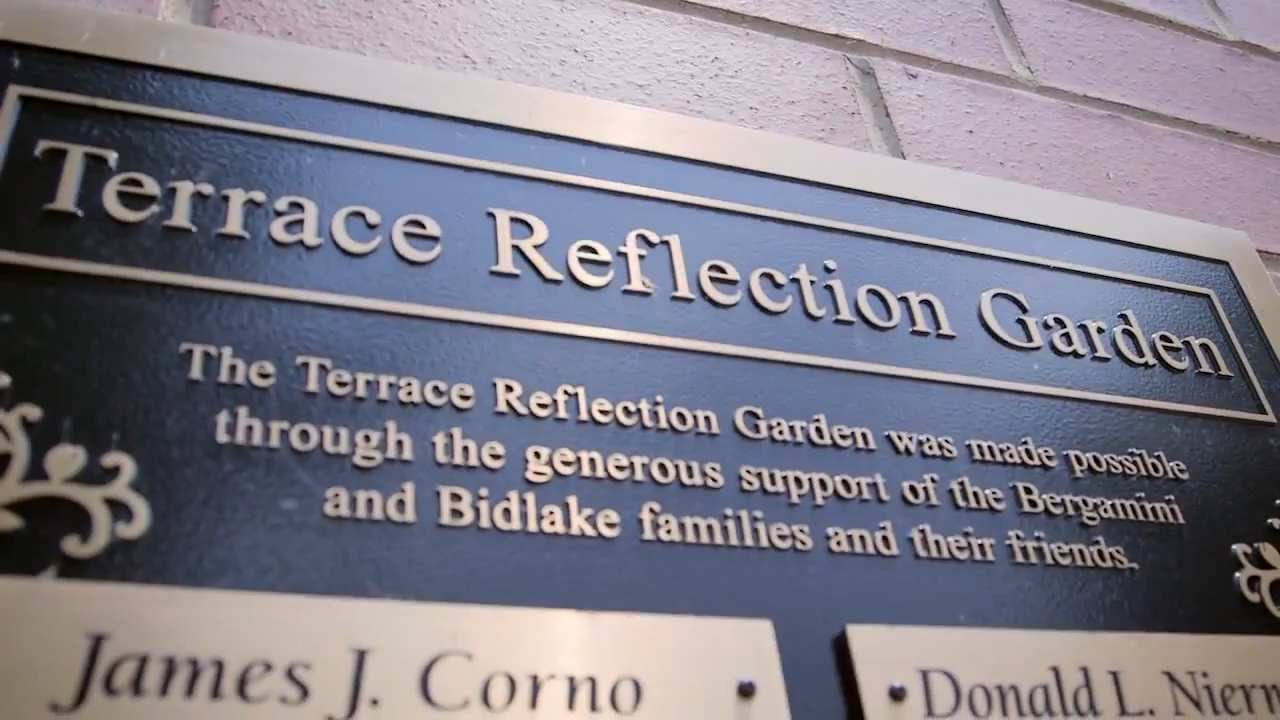 Terrace Reflection Garden
The Terrace Reflection Garden was made possible
through the generous support of the Bergamini
and Bidlake families and their friends.
James J. Corno
Donald L.